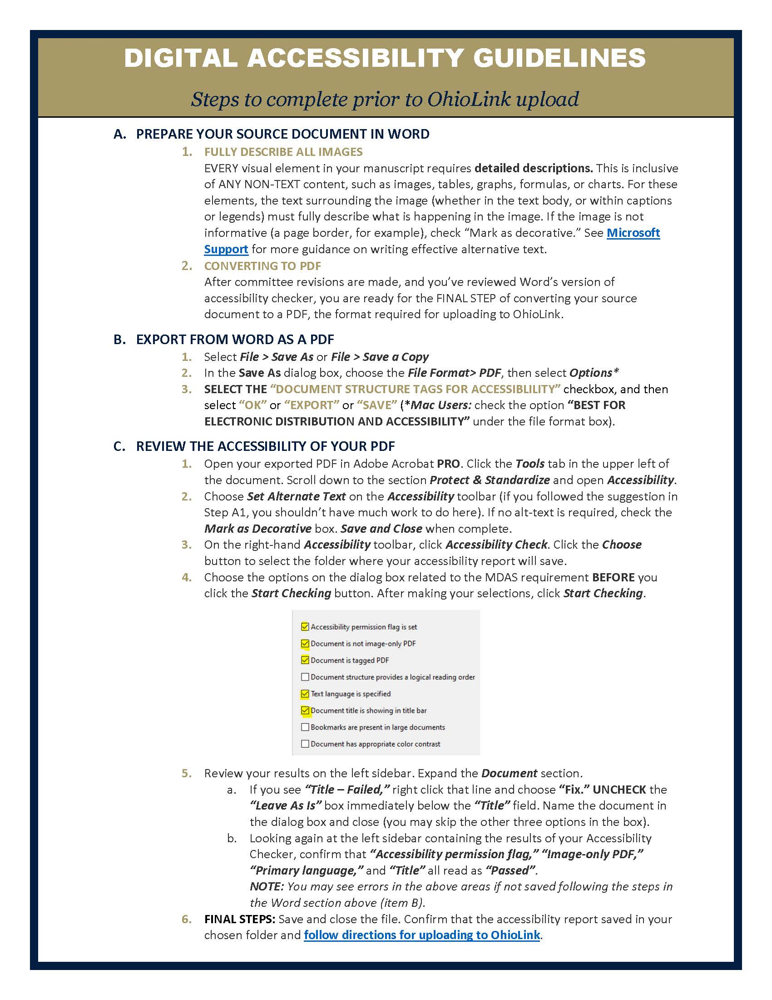 DIGITAL ACCESSIBILITY GUIDELINES
Steps to complete prior to OhioLink upload
A. PREPARE YOUR SOURCE DOCUMENT IN WORD
1. FULLY DESCRIBE ALL IMAGES
EVERY visual element in your manuscript requires detailed descriptions. This is inclusive
of ANY NON-TEXT content, such as images, tables, graphs, formulas, or charts. For these
elements, the text surrounding the image (whether in the text body, or within captions
or legends) must fully describe what is happening in the image. If the image is not
informative (a page border, for example), check “Mark as decorative.” See Microsoft
Support for more guidance on writing effective alternative text.
2. CONVERTING TO PDF
After committee revisions are made, and you’ve reviewed Word’s version of
accessibility checker, you are ready for the FINAL STEP of converting your source
document to a PDF, the format required for uploading to OhioLink.
B. EXPORT FROM WORD AS A PDF
1. Select File > Save As or File > Save a Copy
2. In the Save As dialog box, choose the File Format> PDF, then select Options*
3. SELECT THE “DOCUMENT STRUCTURE TAGS FOR ACCESSIBLILITY” checkbox, and then
select “OK” or “EXPORT” or “SAVE” (*Mac Users: check the option “BEST FOR
ELECTRONIC DISTRIBUTION AND ACCESSIBILITY” under the file format box).
C. REVIEW THE ACCESSIBILITY OF YOUR PDF
1. Open your exported PDF in Adobe Acrobat PRO. Click the Tools tab in the upper left of
the document. Scroll down to the section Protect & Standardize and open Accessibility.
2. Choose Set Alternate Text on the Accessibility toolbar (if you followed the suggestion in
Step A1, you shouldn’t have much work to do here). If no alt-text is required, check the
Mark as Decorative box. Save and Close when complete.
3. On the right-hand Accessibility toolbar, click Accessibility Check. Click the Choose
button to select the folder where your accessibility report will save.
4. Choose the options on the dialog box related to the MDAS requirement BEFORE you
click the Start Checking button. After making your selections, click Start Checking.
Accessibility permission flag is set
Document is not image-only PDF
Document is tagged PDF
Document structure provides a logical reading order
Text language is specified
Document title is showing in title bar
Bookmarks are present in large documents
Document has appropriate color contrast
5. Review your results on the left sidebar. Expand the Document section.
a. If you see “Title – Failed,” right click that line and choose “Fix.” UNCHECK the
“Leave As Is” box immediately below the “Title” field. Name the document in
the dialog box and close (you may skip the other three options in the box).
b. Looking again at the left sidebar containing the results of your Accessibility
Checker, confirm that “Accessibility permission flag,” “Image-only PDF,”
“Primary language,” and “Title” all read as “Passed”.
NOTE: You may see errors in the above areas if not saved following the steps in
the Word section above (item B).
6. FINAL STEPS: Save and close the file. Confirm that the accessibility report saved in your
chosen folder and follow directions for uploading to OhioLink.